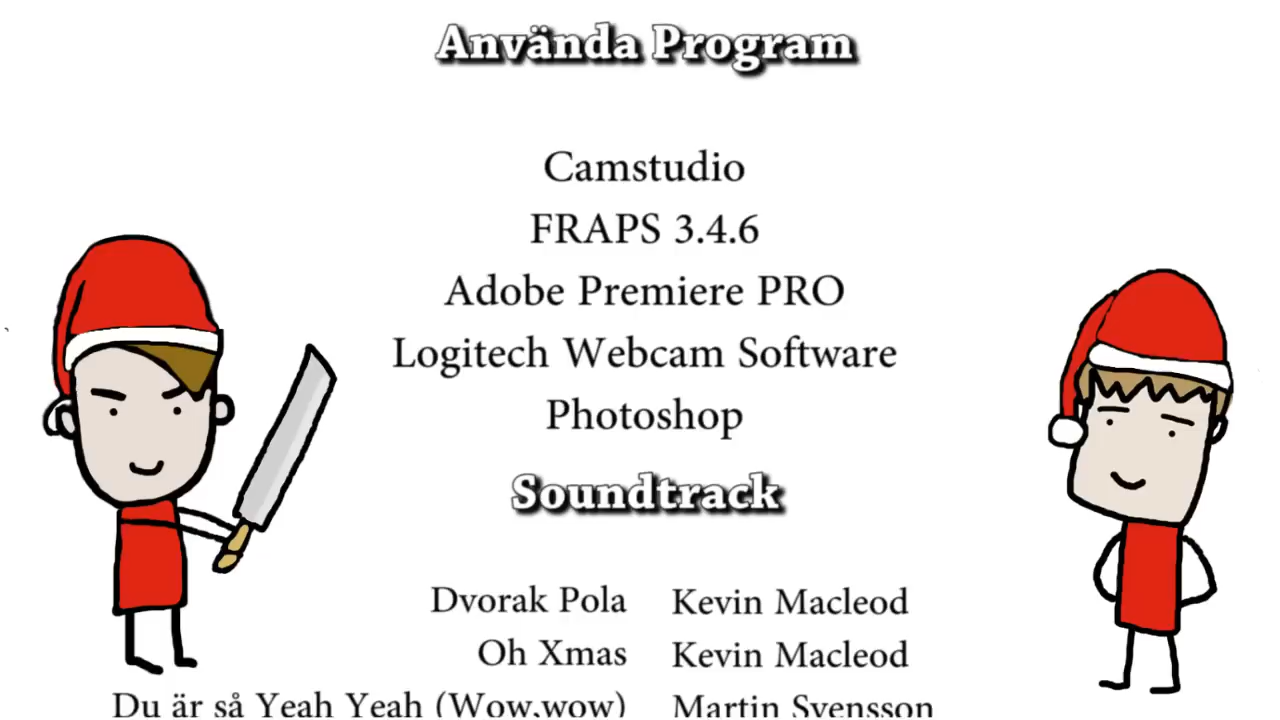 Använda Program
Camstudio
FRAPS 3.4.6
Adobe Premiere PRO
Logitech Webcam Software
Photoshop
Soundtrack
Dvorak Pola Kevin Macleod
Oh Xmas Kevin Macleod
Du är så Yeah Yeah (Wow,wow) Martin Svensson